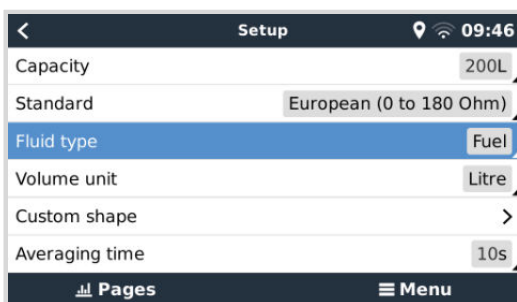 Setup 09:46
Capacity 200L
Standard European (0 to 180 Ohm)
Fluid type Fuel
Volume unit Litre
Custom shape
Averaging time 10s
Pages Menu